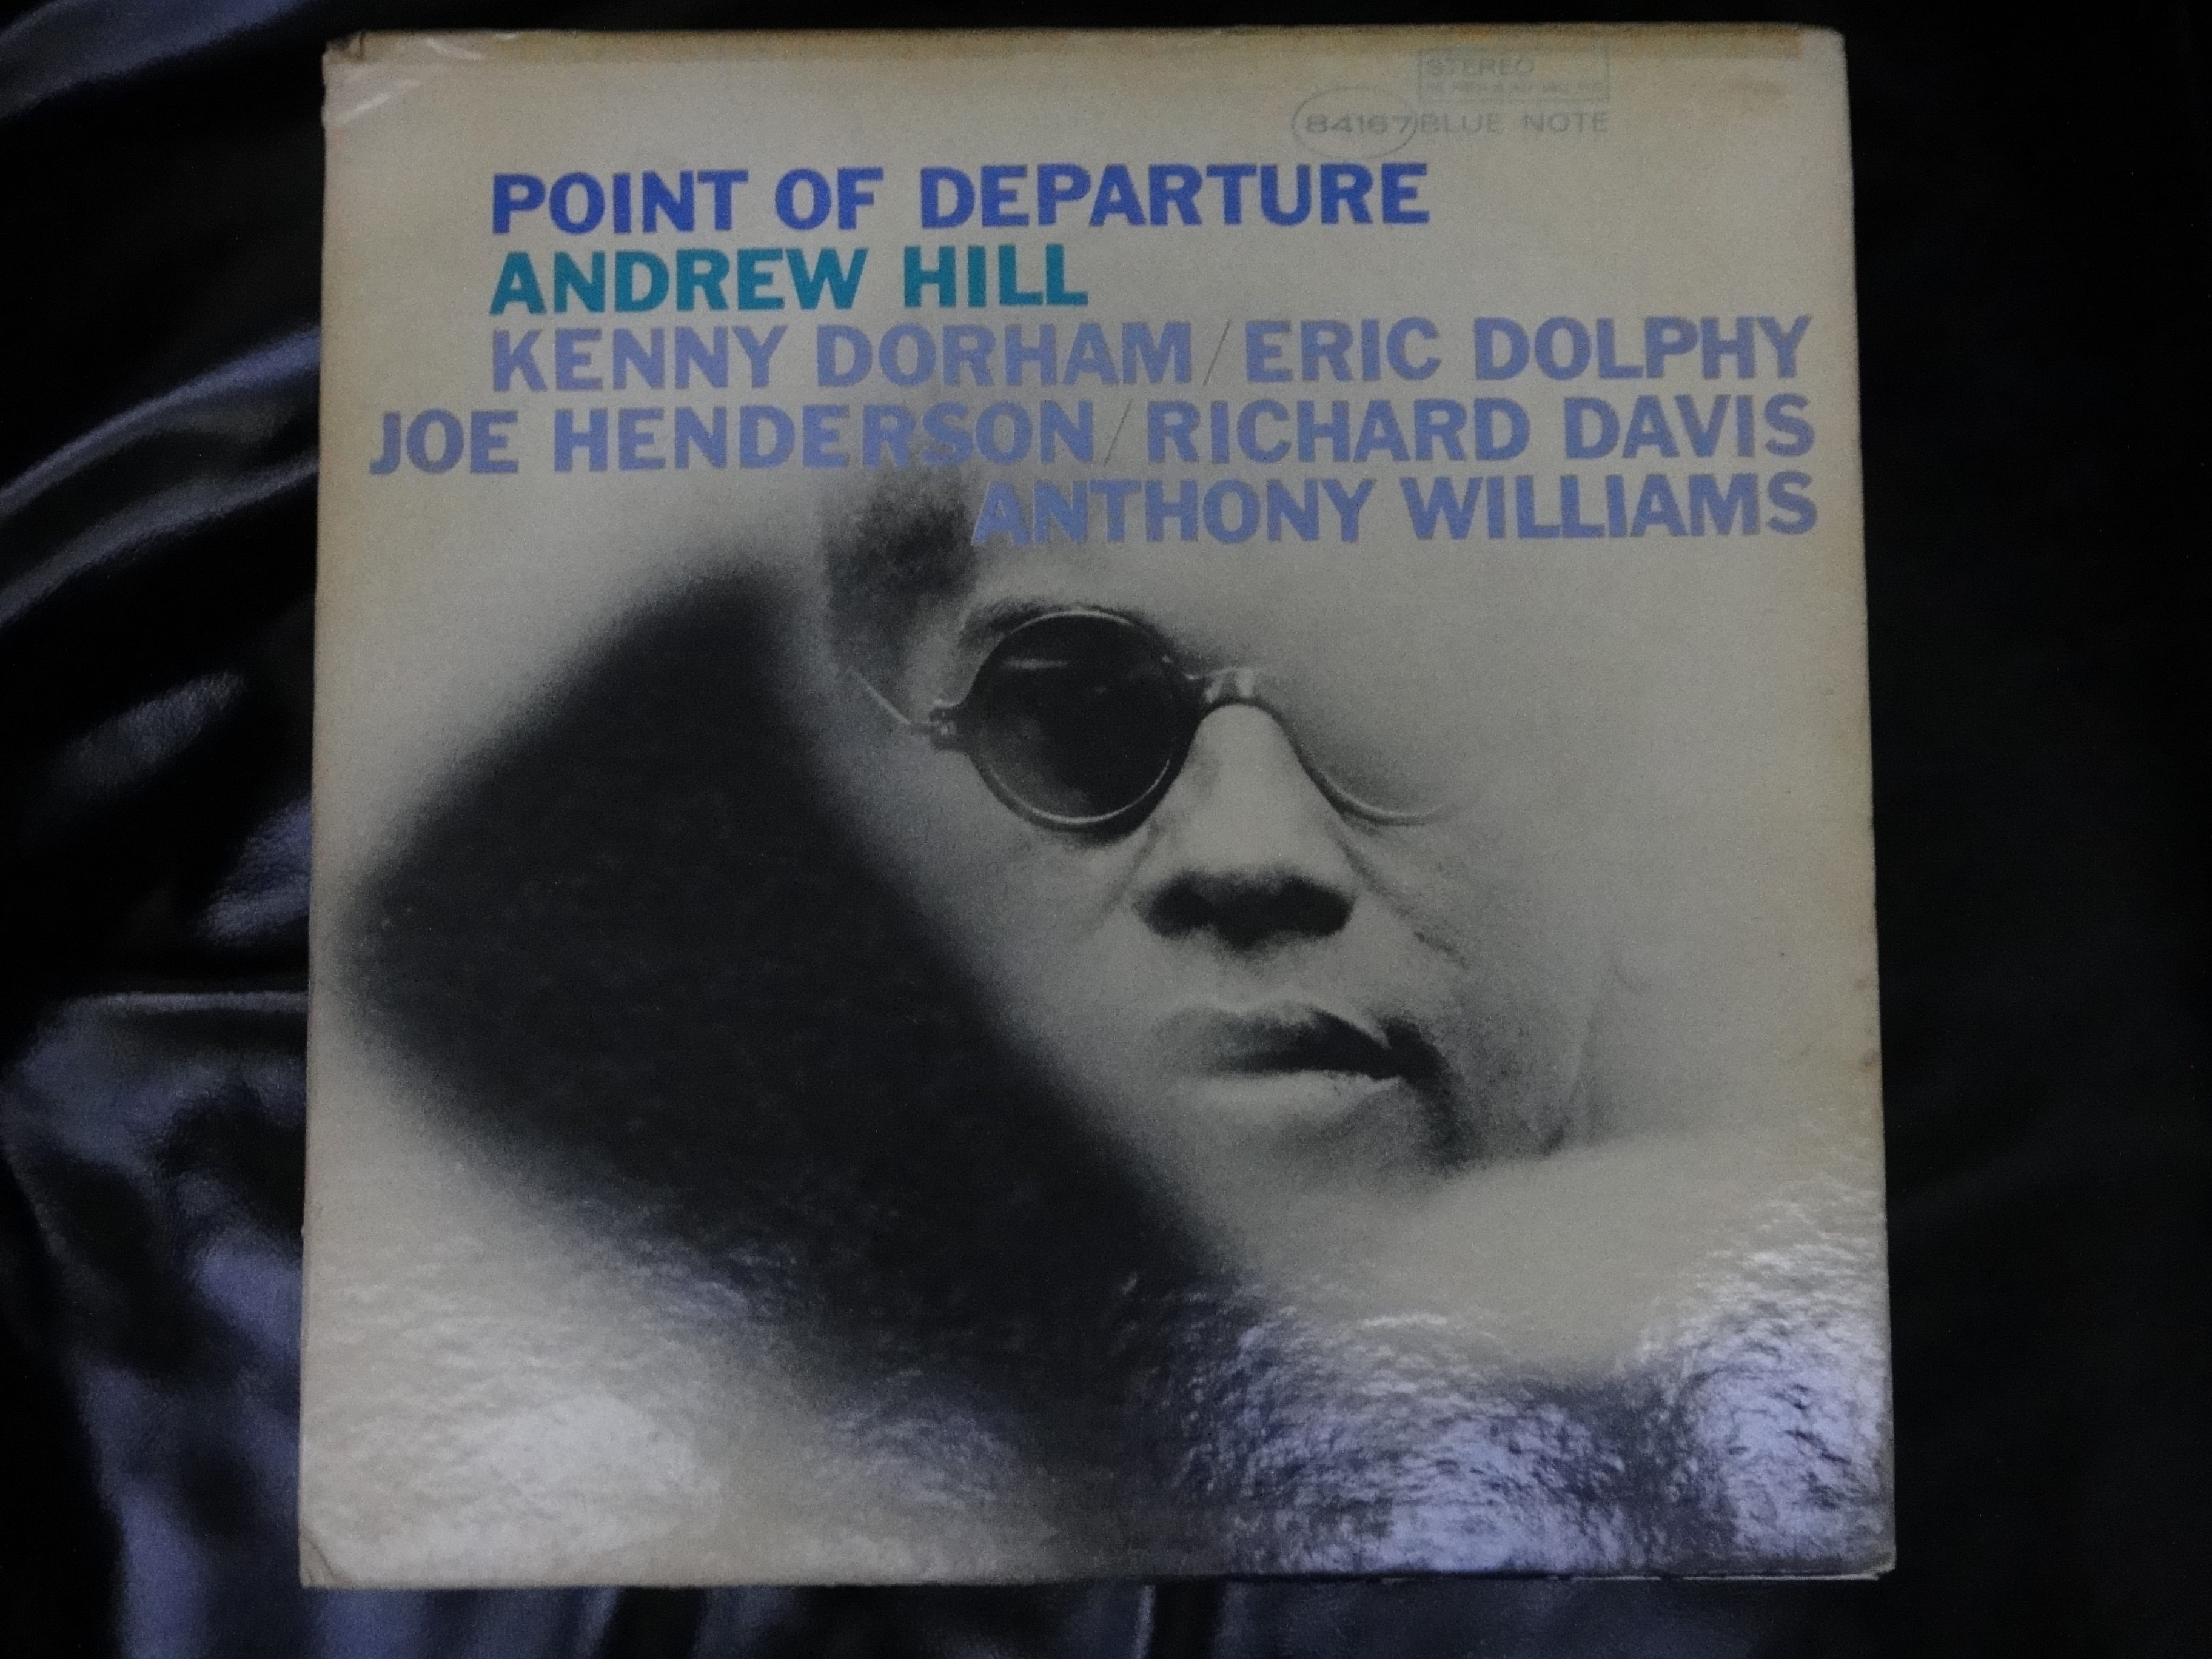 STEREO
84167 BLUE NOTE
POINT OF DEPARTURE
ANDREW HILL
KENNY DORHAM/ERIC DOLPHY
JOE HENDERSON/RICHARD DAVIS
ANTHONY WILLIAMS